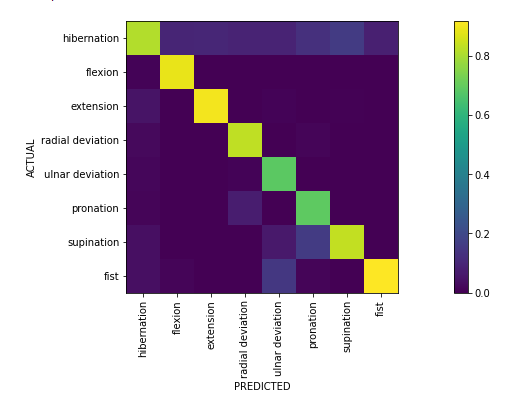 hibernation
flexion
extension
radial deviation
ulnar deviation
pronation
supination
fist
ACTUAL
hibernation
flexion
extension
radial deviation
ulnar deviation
pronation
supination
fist
PREDICTED
0.8
0.6
0.4
0.2
0.0